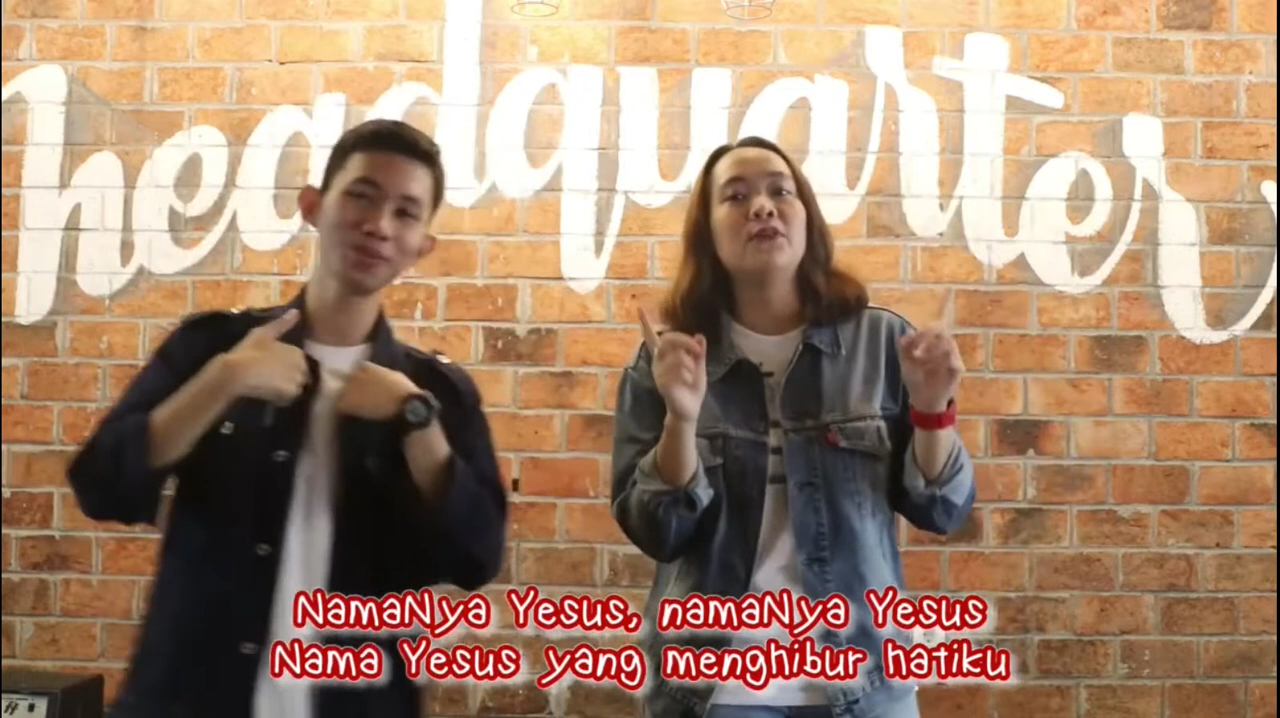 headquarter
NamaNya Yesus, namaNya Yesus
Nama Yesus yang menghibur hatiku